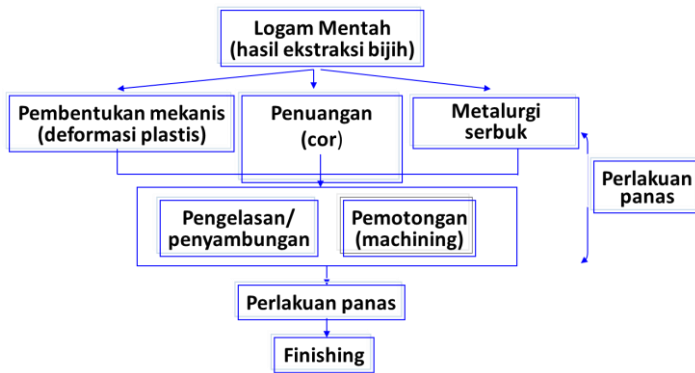 Logam Mentah
(hasil ekstraksi bijih)
Pembentukan mekanis
(deformasi plastis)
Penuangan
(cor)
Metalurgi
serbuk
Perlakuan
panas
Pengelasan/
penyambungan
Pemotongan
(machining)
Perlakuan panas
Finishing